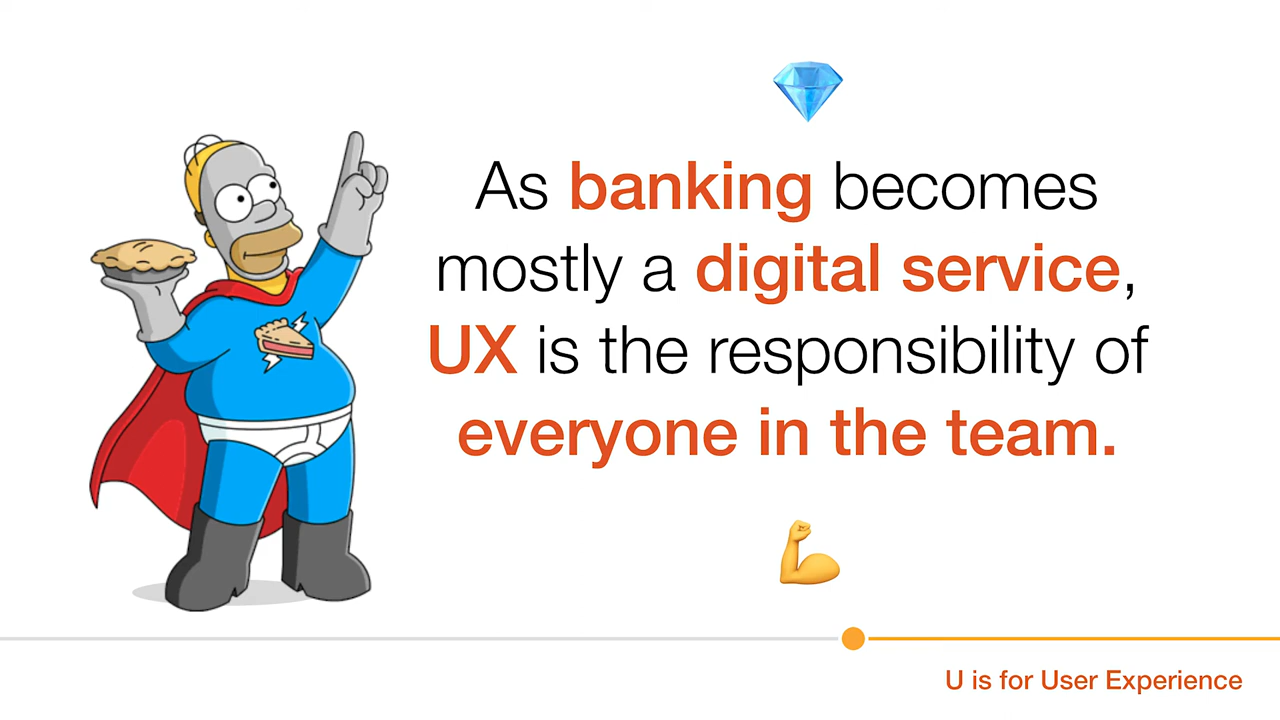 As banking becomes
mostly a digital service,
UX is the responsibility of
everyone in the team.
U is for User Experience